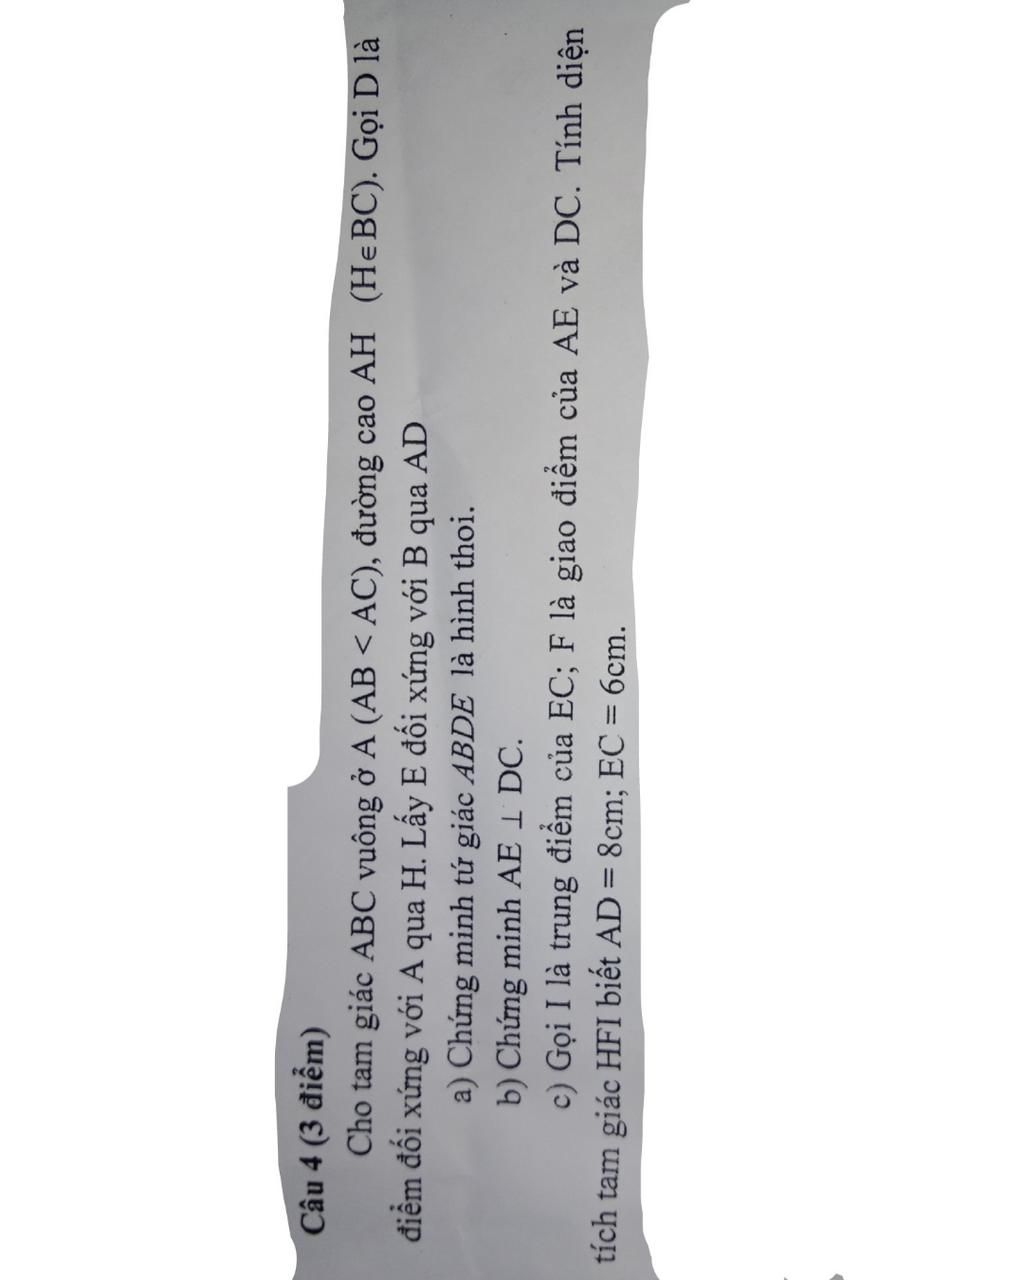 Câu 4 (3 điểm)
Cho tam giác ABC vuông ở A (AB < AC), đường cao AH (H∈BC). Gọi D là
điểm đối xứng với A qua H. Lấy E đối xứng với B qua AD
a) Chứng minh tứ giác ABDE là hình thoi.
b) Chứng minh AE ⊥ DC.
c) Gọi I là trung điểm của EC; F là giao điểm của AE và DC. Tính diện
tích tam giác HFI biết AD = 8cm; EC = 6cm.